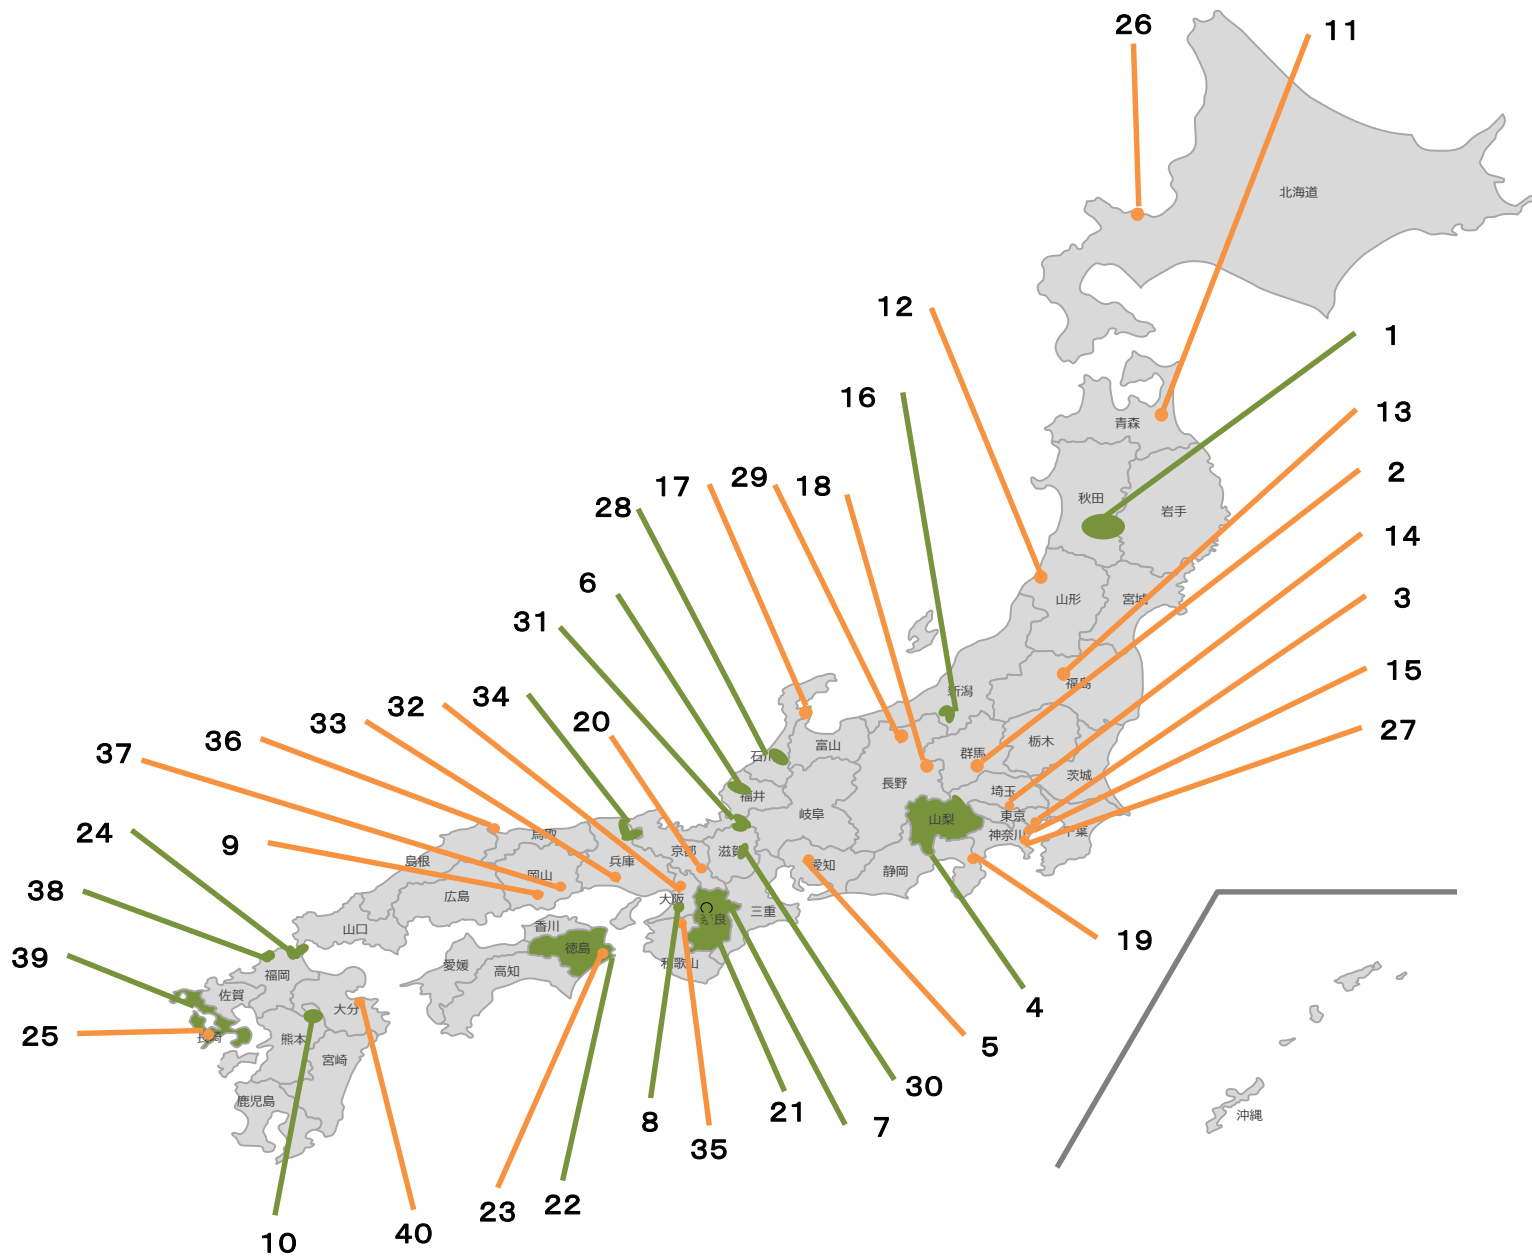 26
11
北海道
12
1
16
13
青森
2
17
29
18
秋田
28
岩手
14
6
山形
宮城
3
31
15
福島
34
新潟
32
20
33
27
36
富山
群馬
栃木
37
石川
茨城
長野
埼玉
福井
岐阜
東京
山梨
24
鳥取
神奈川
千葉
9
島根
兵庫
京都
滋賀
愛知
静岡
岡山
38
広島
大阪
三重
奈良
香川
山口
19
徳島
39
愛媛
高知
和歌山
福岡
佐賀
4
大分
25
長崎
熊本
5
宮崎
30
鹿児島
21
沖縄
8
7
35
23
22
40
10